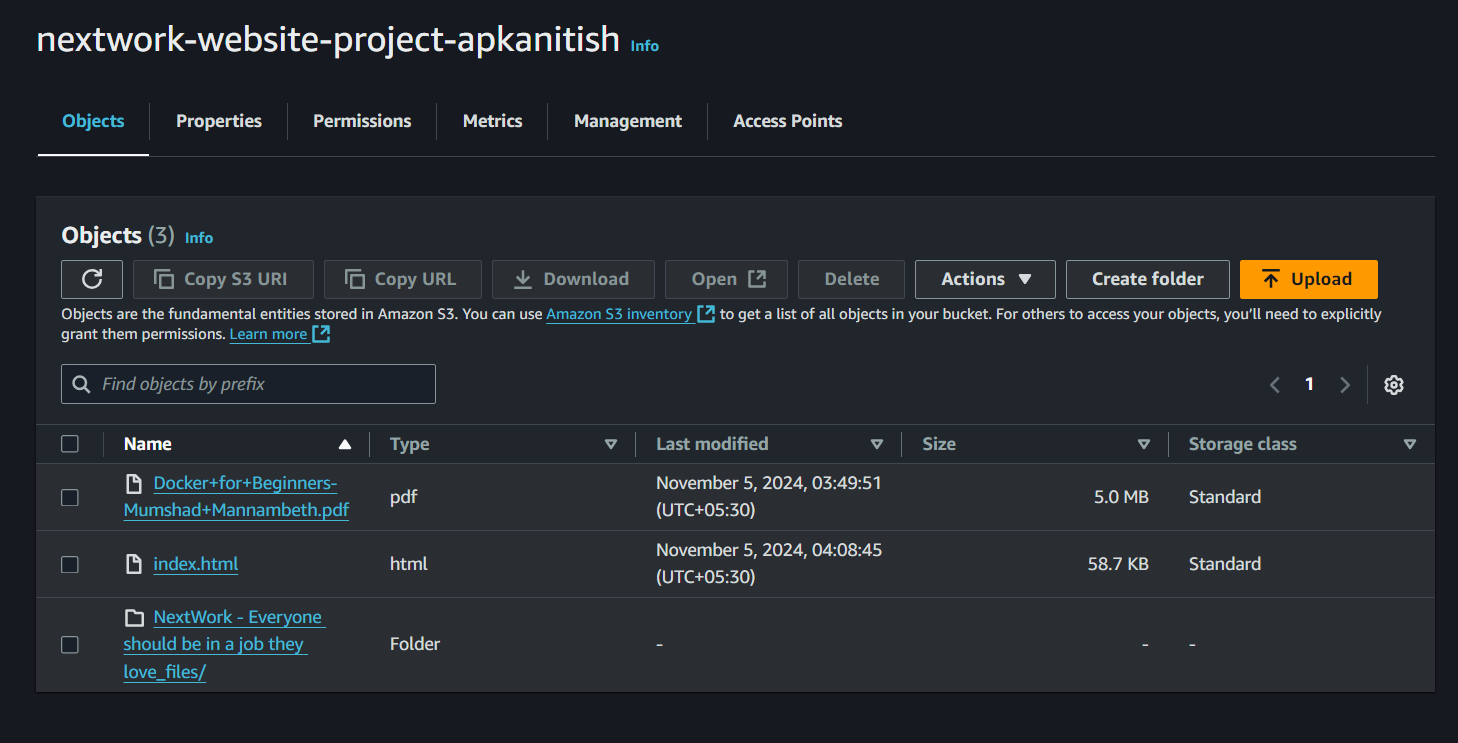 nextwork-website-project-apkanitish Info
Objects Properties Permissions Metrics Management Access Points
Objects (3) Info
Copy S3 URI Copy URL Download Open Delete Actions Create folder Upload
Objects are the fundamental entities stored in Amazon S3. You can use Amazon S3 inventory to get a list of all objects in your bucket. For others to access your objects, you’ll need to explicitly
grant them permissions. Learn more
Find objects by prefix 1
Name Type Last modified Size Storage class
Docker+for+Beginners- November 5, 2024, 03:49:51
pdf 5.0 MB Standard
Mumshad+Mannambeth.pdf (UTC+05:30)
November 5, 2024, 04:08:45
index.html html 58.7 KB Standard
(UTC+05:30)
NextWork - Everyone
should be in a job they Folder - - -
love_files/